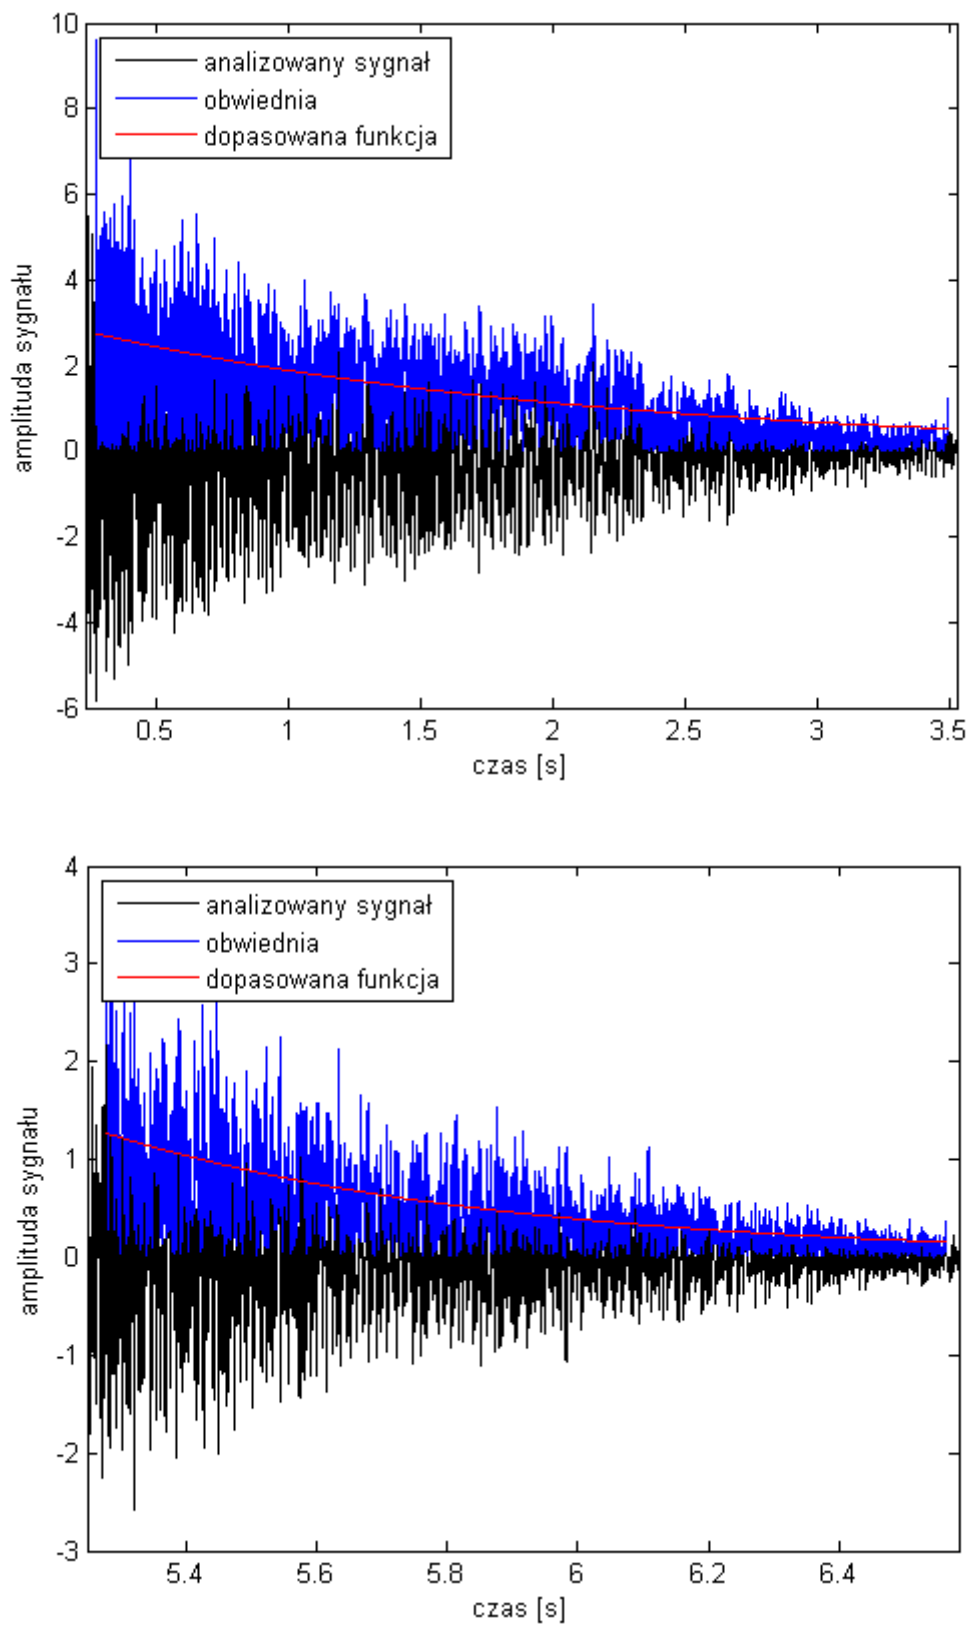 10
8
6
4
2
0
-2
-4
-6
amplituda sygnału
analizowany sygnał
obwiednia
dopasowana funkcja
0.5 1 1.5 2 2.5 3 3.5
czas [s]
4
3
2
1
0
-1
-2
-3
amplituda sygnału
analizowany sygnał
obwiednia
dopasowana funkcja
5.4 5.6 5.8 6 6.2 6.4
czas [s]